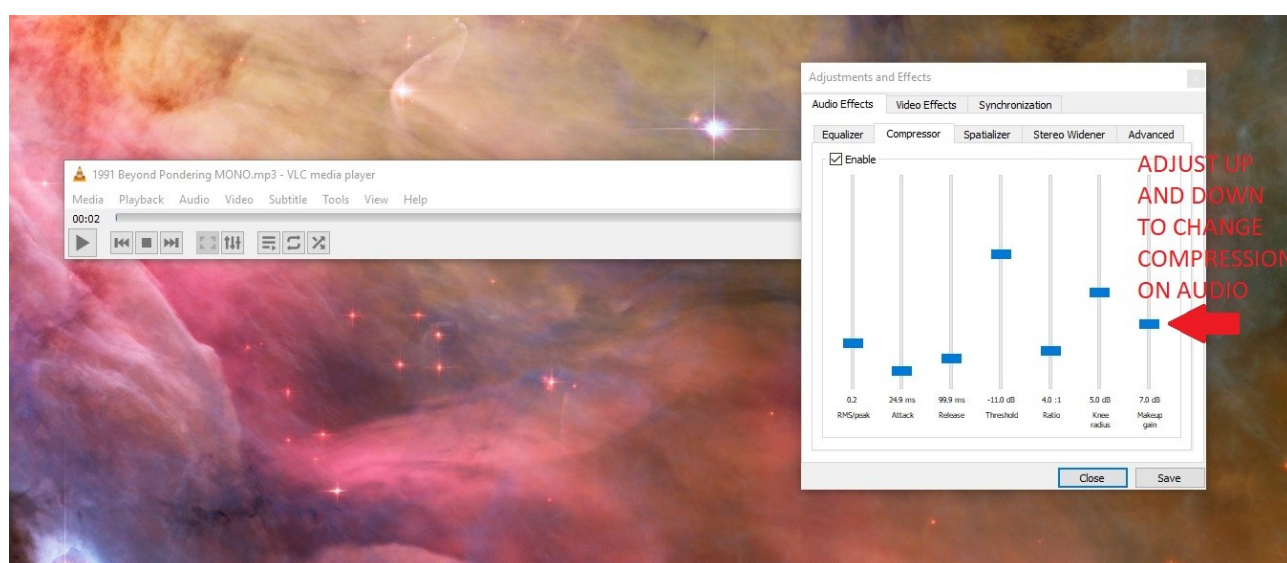 Adjustments and Effects
Audio Effects Video Effects Synchronization
Equalizer Compressor Spatializer Stereo Widener Advanced
Enable
ADJUST UP
AND DOWN
TO CHANGE
COMPRESSION
ON AUDIO
0.2 24.9 ms 99.9 ms -11.0 dB 4.0 :1 5.0 dB 7.0 dB
RMS/peak Attack Release Threshold Ratio Knee radius Makeup gain
Close Save
1991 Beyond Pondering MONO.mp3 - VLC media player
Media Playback Audio Video Subtitle Tools View Help
00:02